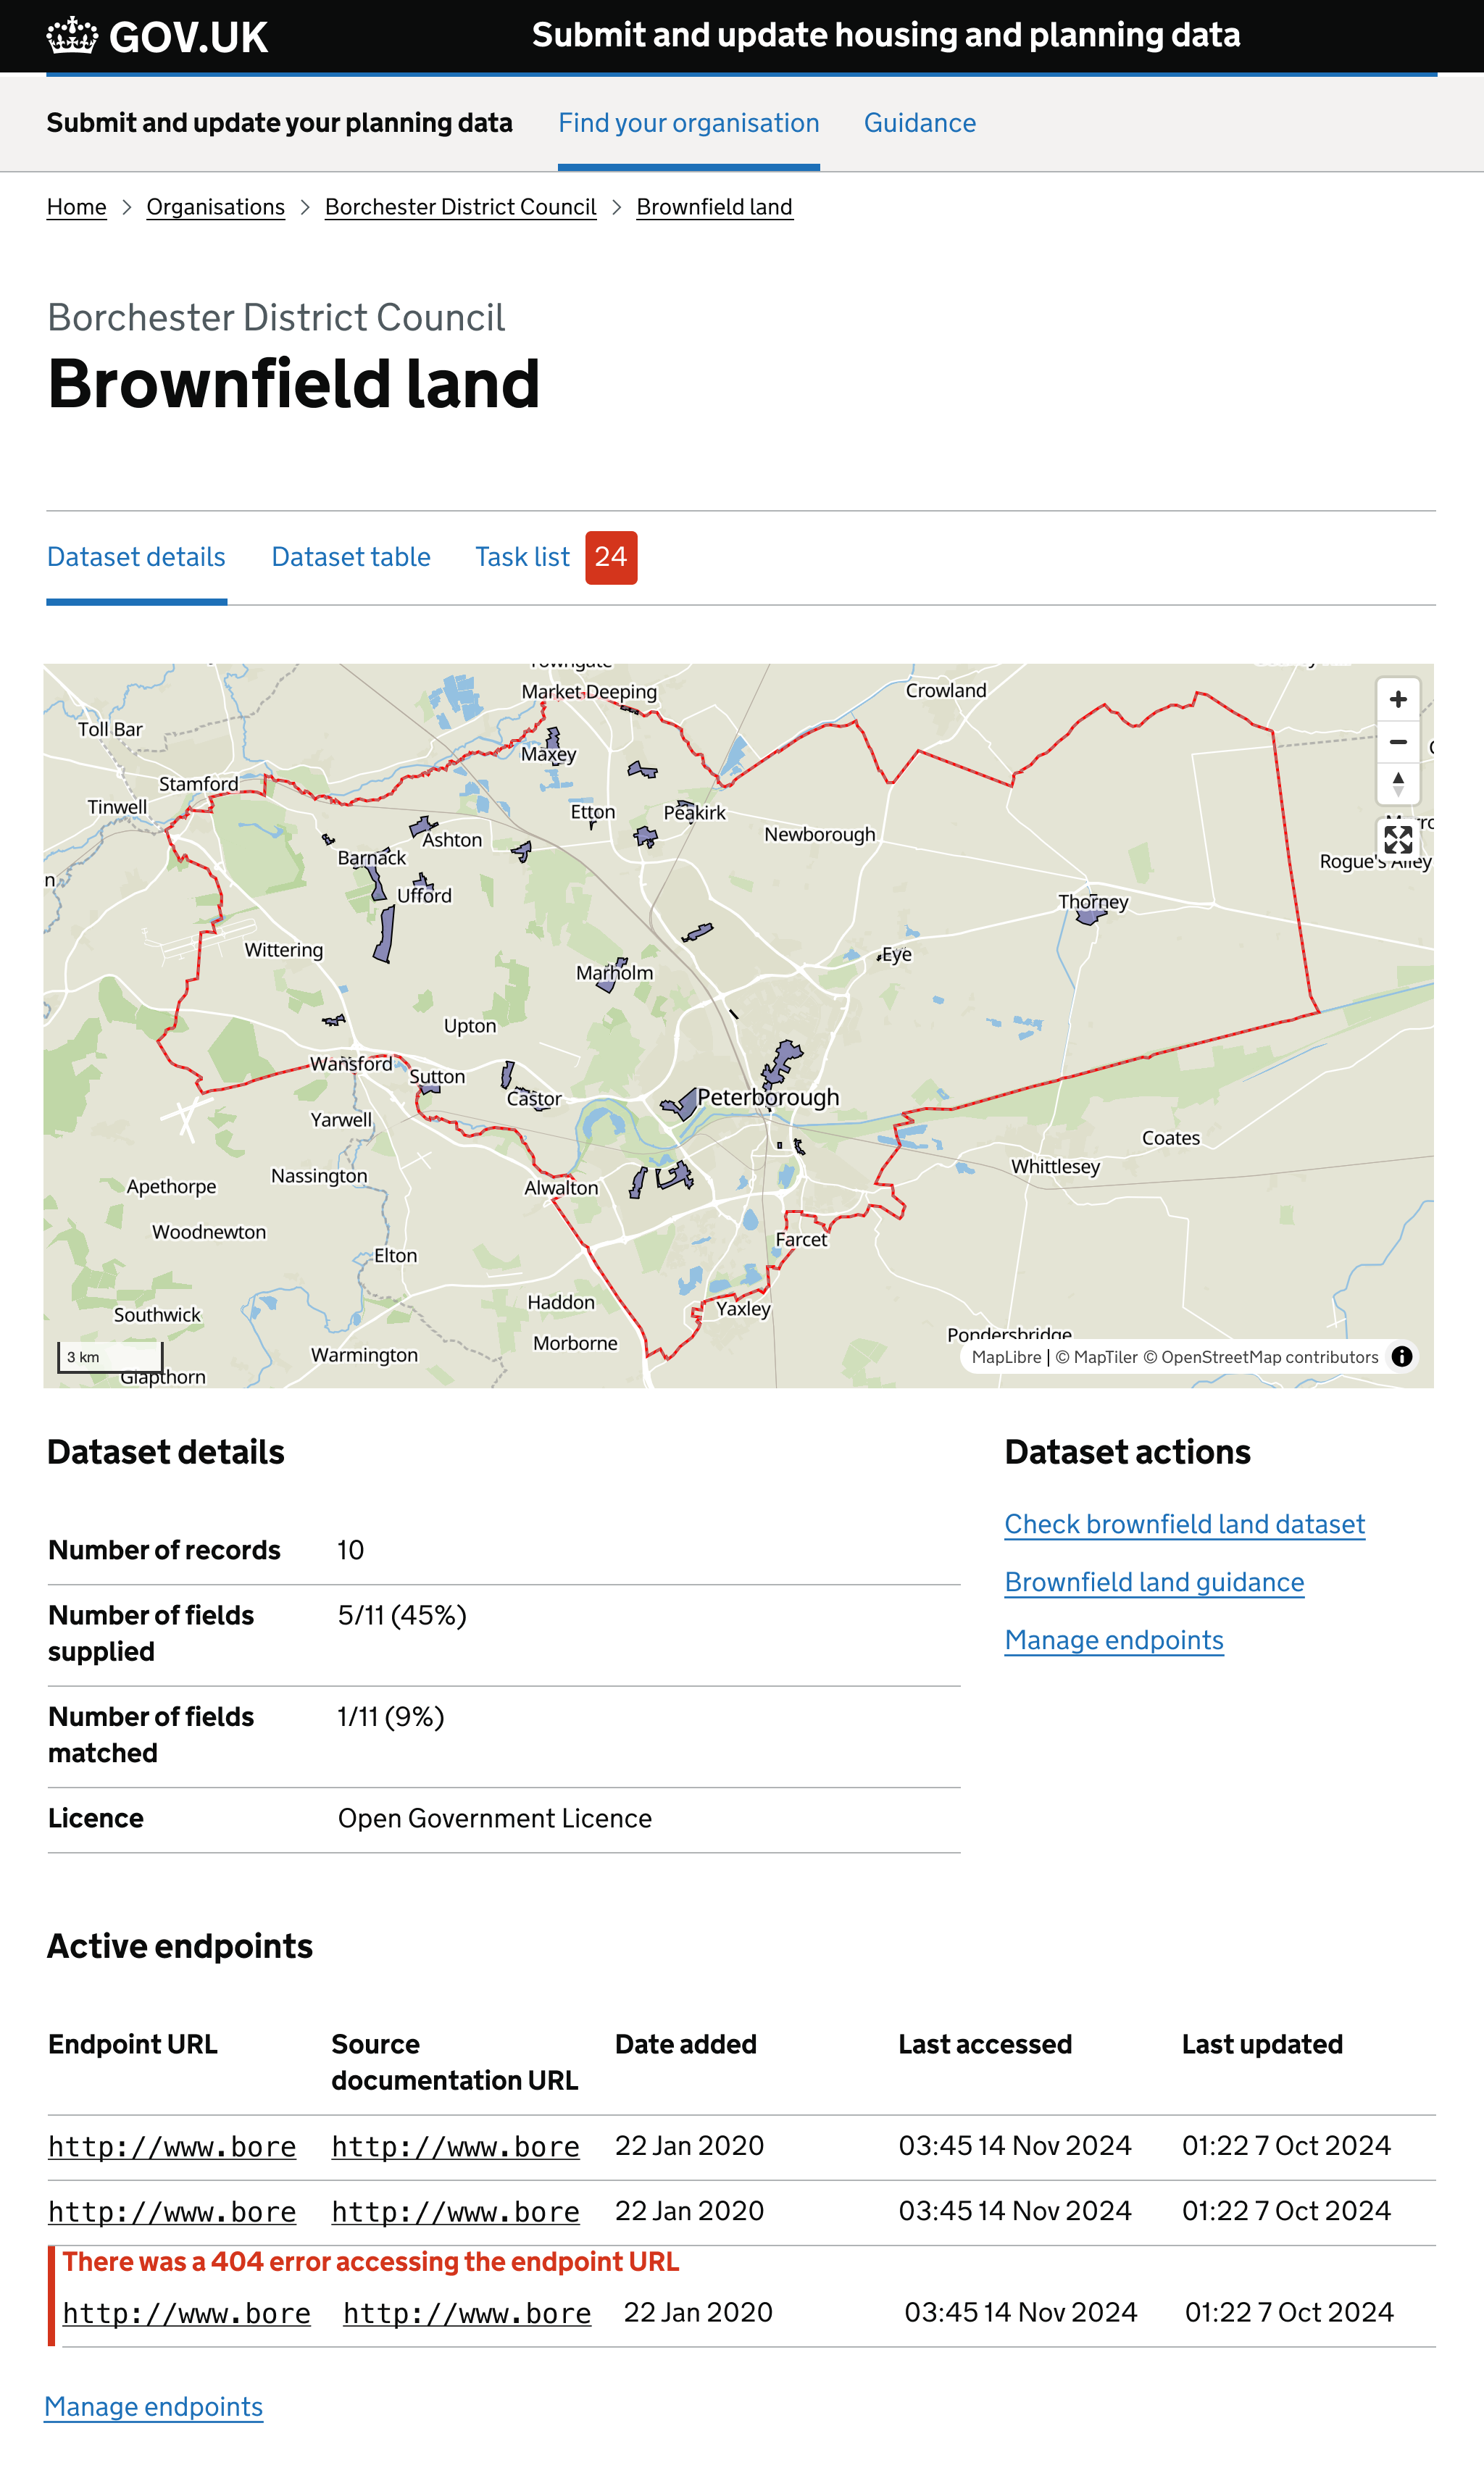 GOV.UK
Submit and update housing and planning data
Submit and update your planning data
Find your organisation
Guidance
Home
Organisations
Borchester District Council
Brownfield land
Borchester District Council
Brownfield land
Dataset details
Dataset table
Task list 24
Towngate
Market Deeping
Crowland
Toll Bar
Maxey
Stamford
Tinwell
Etton
Peakirk
Newborough
Ashton
Barnack
Rogue's Alley
Ufford
Thorney
Wittering
Eye
Marholm
Upton
Wansford
Sutton
Castor
Peterborough
Yarwell
Coates
Whittlesey
Nassington
Apethorpe
Alwalton
Woodnewton
Farcet
Elton
Haddon
Yaxley
Southwick
Morborne
Pondersbridge
Warmington
3 km
Glapthorn
MapLibre | © MapTiler © OpenStreetMap contributors
Dataset details
Dataset actions
Number of records 10
Number of fields supplied 5/11 (45%)
Number of fields matched 1/11 (9%)
Licence Open Government Licence
Check brownfield land dataset
Brownfield land guidance
Manage endpoints
Active endpoints
Endpoint URL Source documentation URL Date added Last accessed Last updated
http://www.bore http://www.bore 22 Jan 2020 03:45 14 Nov 2024 01:22 7 Oct 2024
http://www.bore http://www.bore 22 Jan 2020 03:45 14 Nov 2024 01:22 7 Oct 2024
There was a 404 error accessing the endpoint URL
http://www.bore http://www.bore 22 Jan 2020 03:45 14 Nov 2024 01:22 7 Oct 2024
Manage endpoints